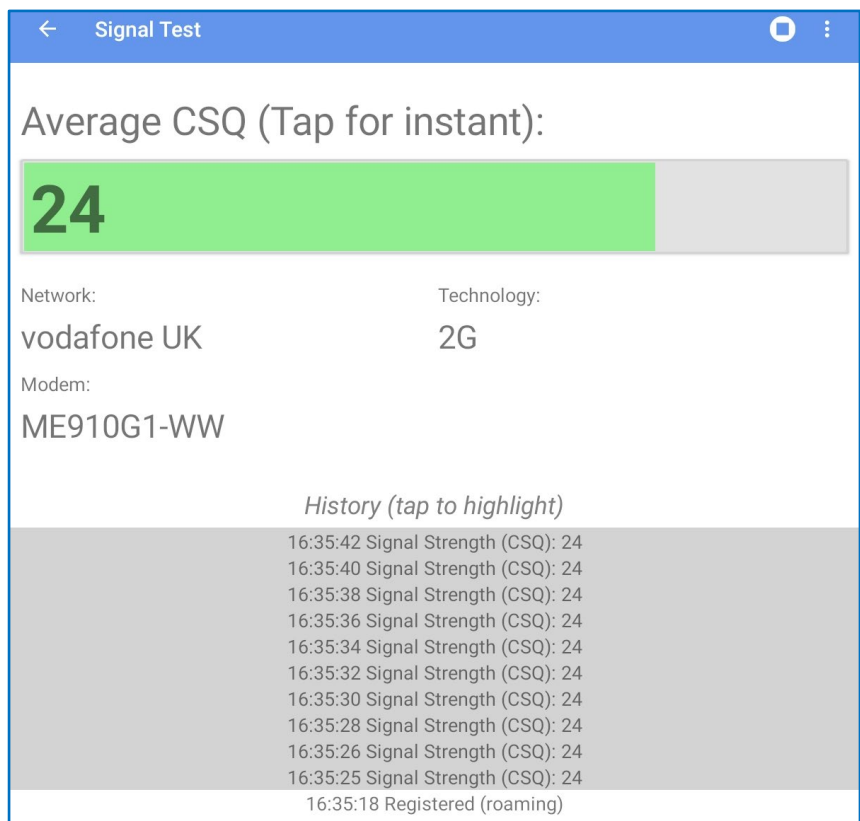 Signal Test
Average CSQ (Tap for instant):
24
Network:
Technology:
vodafone UK
2G
Modem:
ME910G1-WW
History (tap to highlight)
16:35:42 Signal Strength (CSQ): 24
16:35:40 Signal Strength (CSQ): 24
16:35:38 Signal Strength (CSQ): 24
16:35:36 Signal Strength (CSQ): 24
16:35:34 Signal Strength (CSQ): 24
16:35:32 Signal Strength (CSQ): 24
16:35:30 Signal Strength (CSQ): 24
16:35:28 Signal Strength (CSQ): 24
16:35:26 Signal Strength (CSQ): 24
16:35:25 Signal Strength (CSQ): 24
16:35:18 Registered (roaming)